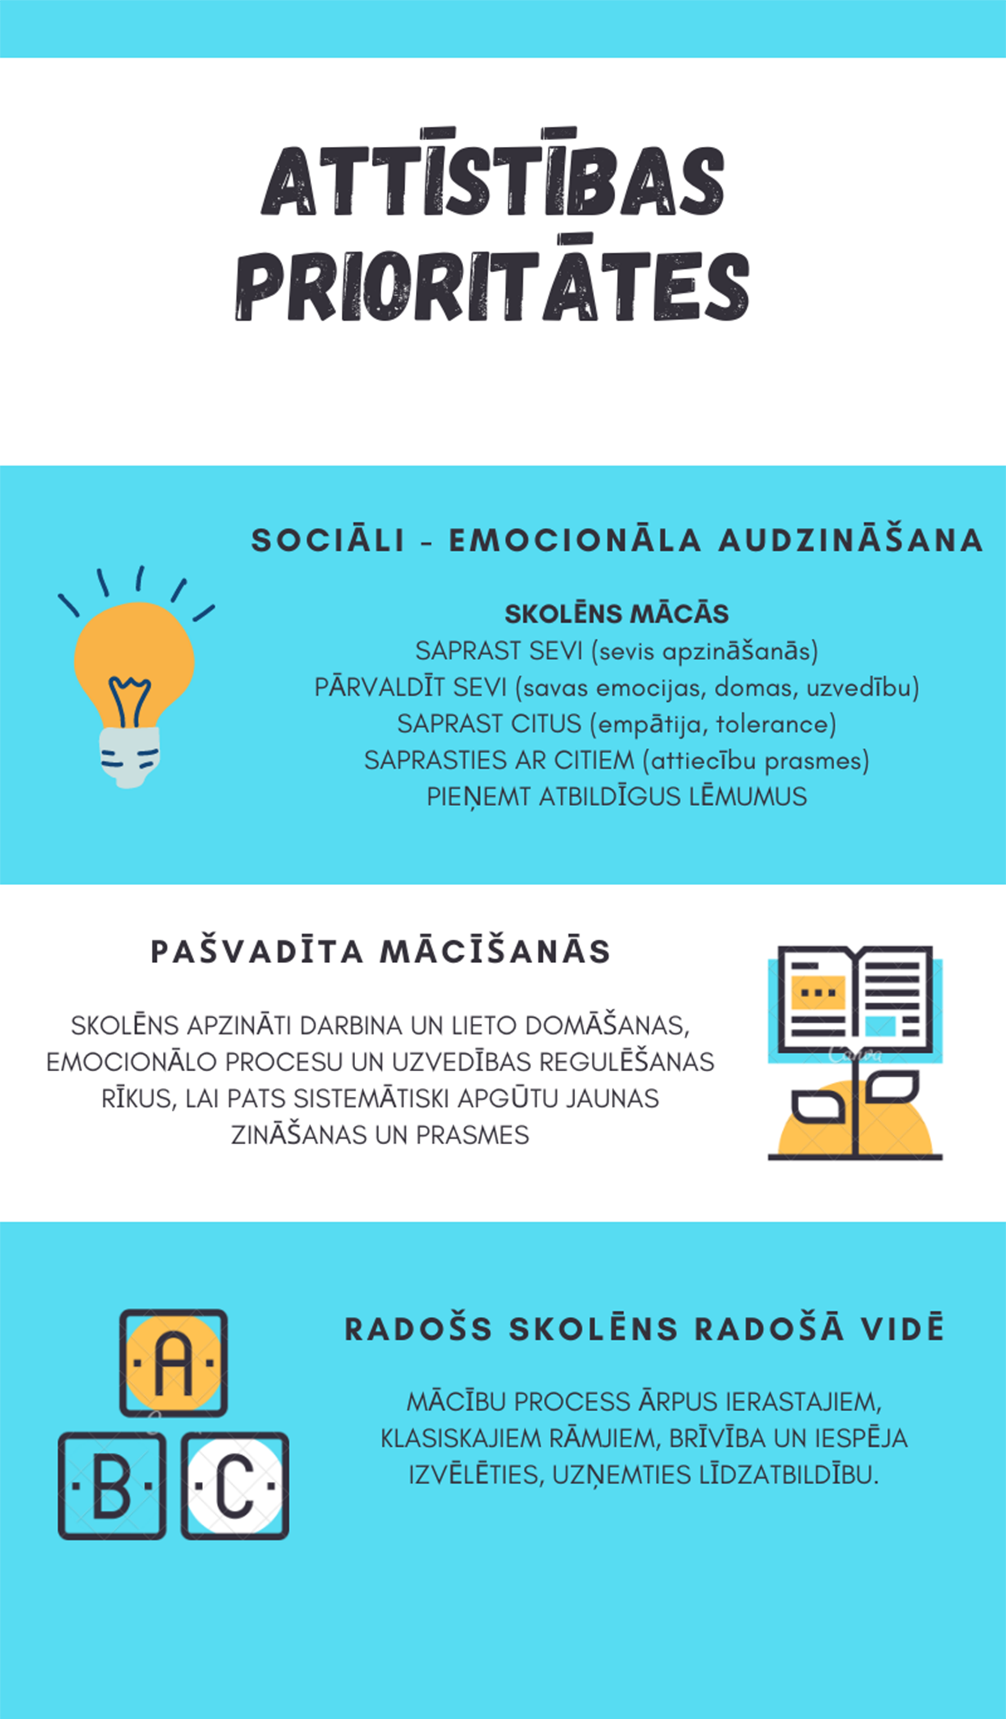 ATTĪSTĪBAS
PRIORITĀTES
SOCIĀLI - EMOCIONĀLA AUDZINĀŠANA
SKOLĒNS MĀCĀS
SAPRAST SEVI (sevis apzināšanās)
PĀRVALDĪT SEVI (savas emocijas, domas, uzvedību)
SAPRAST CITUS (empātija, tolerance)
SAPRASTIES AR CITIEM (attiecību prasmes)
PIEŅEMT ATBILDĪGUS LĒMUMUS
PAŠVADĪTA MĀCĪŠANĀS
SKOLĒNS APZINĀTI DARBINA UN LIETO DOMĀŠANAS,
EMOCIONĀLO PROCESU UN UZVEDĪBAS REGULĒŠANAS
RĪKUS, LAI PATS SISTEMĀTISKI APGŪTU JAUNAS
ZINĀŠANAS UN PRASMES
Canva
RADOŠS SKOLĒNS RADOŠĀ VIDĒ
MĀCĪBU PROCESS ĀRPUS IERASTAJIEM,
KLASISKAJIEM RĀMJIEM, BRĪVĪBA UN IESPĒJA
IZVĒLĒTIES, UZŅEMTIES LĪDZATBILDĪBU.
A
B C